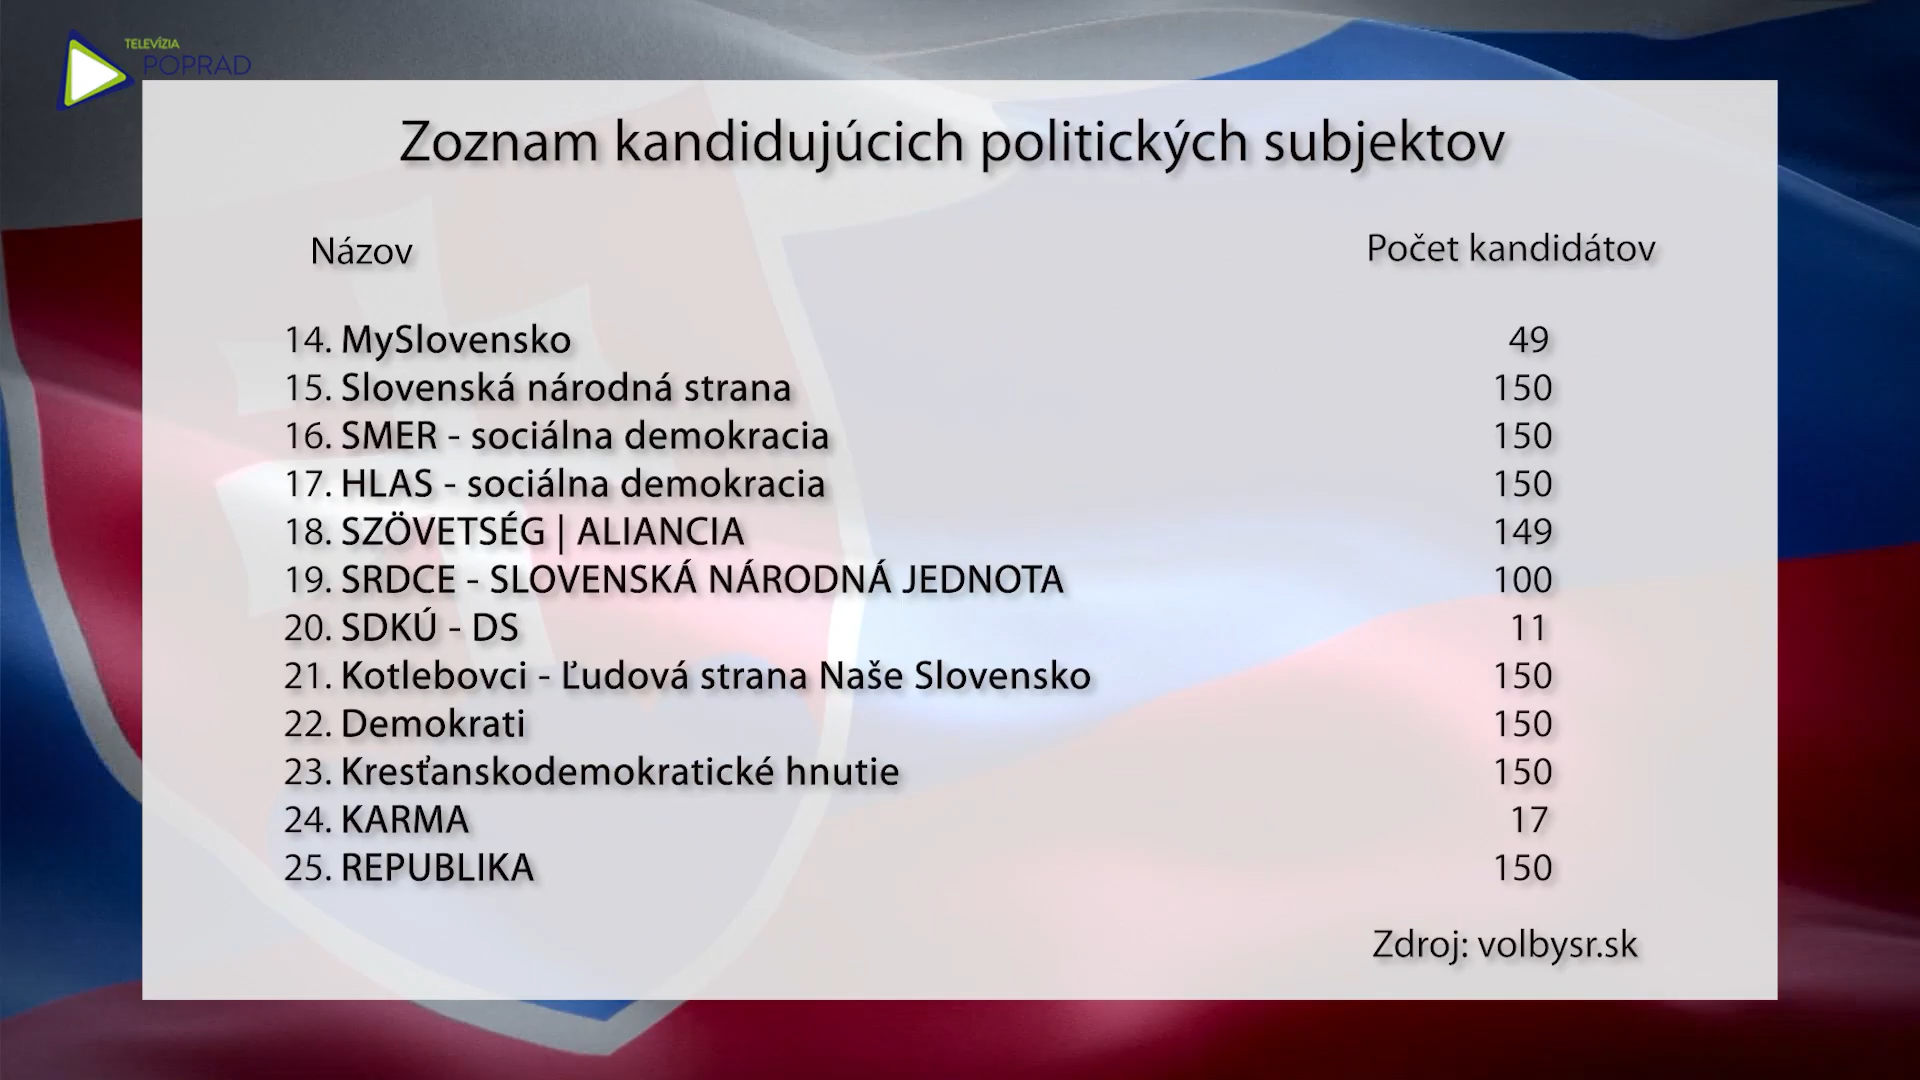 TELEVÍZIA
POPRAD
Zoznam kandidujúcich politických subjektov
Názov Počet kandidátov
14. MySlovensko 49
15. Slovenská národná strana 150
16. SMER - sociálna demokracia 150
17. HLAS - sociálna demokracia 150
18. SZÖVETSÉG | ALIANCIA 149
19. SRDCE - SLOVENSKÁ NÁRODNÁ JEDNOTA 100
20. SDKÚ - DS 11
21. Kotlebovci - Ľudová strana Naše Slovensko 150
22. Demokrati 150
23. Kresťanskodemokratické hnutie 150
24. KARMA 17
25. REPUBLIKA 150
Zdroj: volbysr.sk